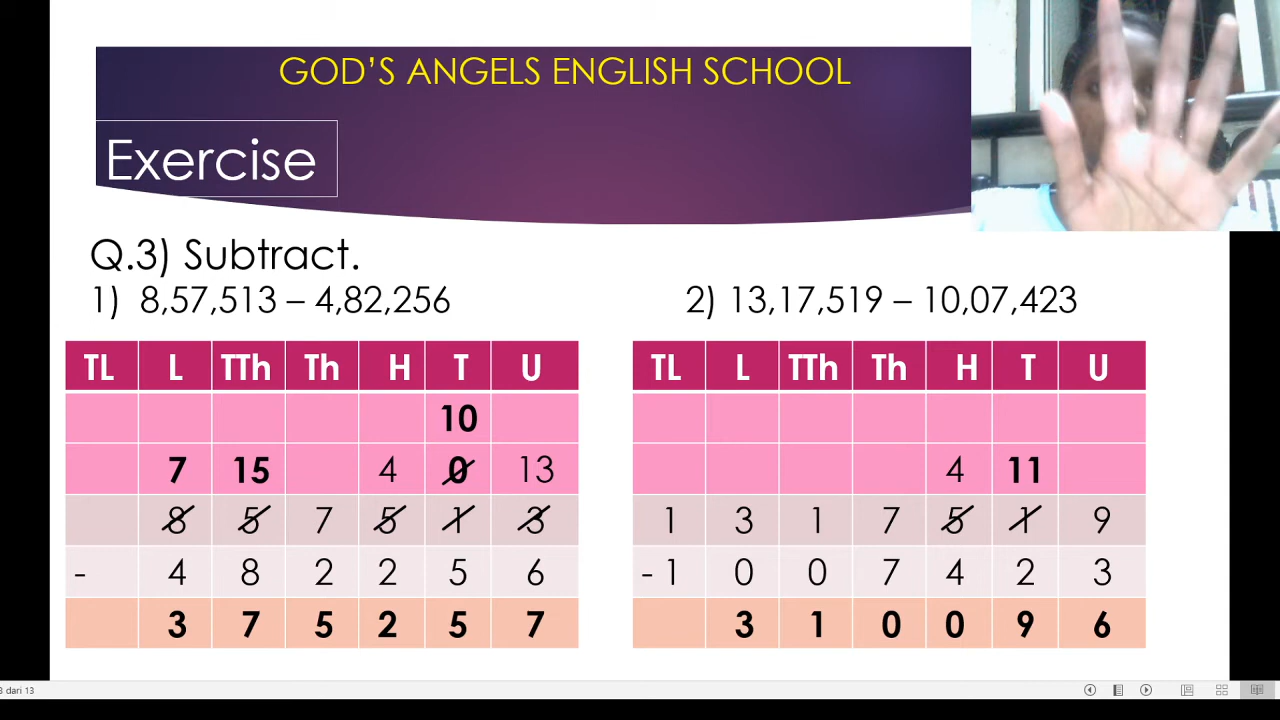 GOD'S ANGELS ENGLISH SCHOOL
Exercise
Q.3) Subtract.
1) 8,57,513 – 4,82,256
TL L TTh Th H T U
10
7 15 4 0 13
8 5 7 5 1 3
- 4 8 2 2 5 6
3 7 5 2 5 7
2) 13,17,519 – 10,07,423
TL L TTh Th H T U
4 11
1 3 1 7 5 1 9
- 1 0 0 7 4 2 3
3 1 0 0 9 6
3 dari 13